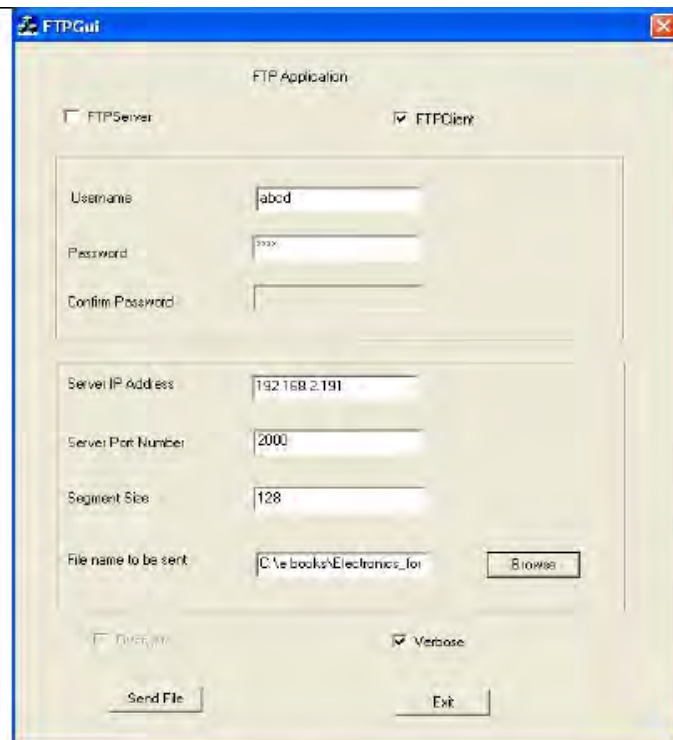 FTPGui
FTP Application
FTPServer
FTPClient
Username
abcd
Password
****
Confirm Password
Server IP Address
192.168.2.191
Server Port Number
2000
Segment Size
128
File name to be sent
C:\e books\Electronics_for
Browse
Verbose
Send File
Exit